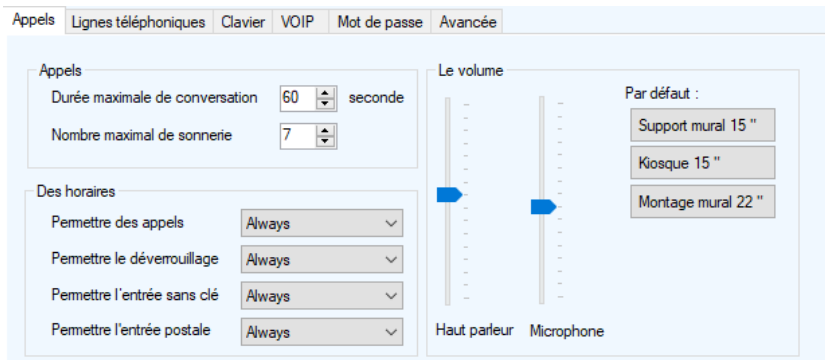 Appels Lignes téléphoniques Clavier VOIP Mot de passe Avancée
Appels
Durée maximale de conversation 60 seconde
Nombre maximal de sonnerie 7
Des horaires
Permettre des appels Always
Permettre le déverrouillage Always
Permettre l'entrée sans clé Always
Permettre l'entrée postale Always
Le volume
Haut parleur Microphone
Par défaut :
Support mural 15 "
Kiosque 15 "
Montage mural 22 "